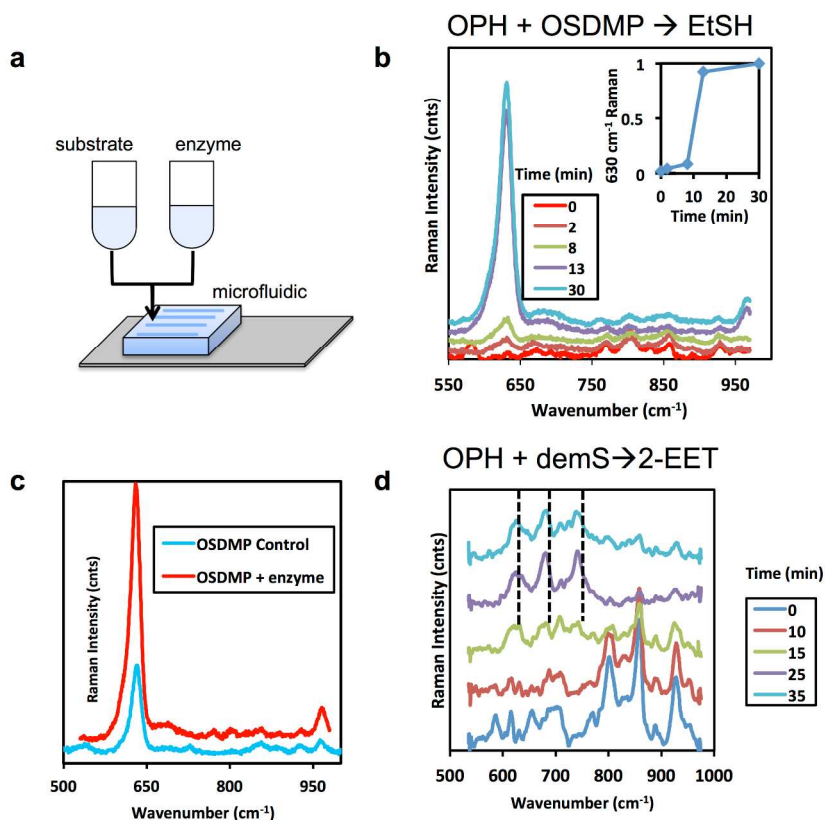 a
substrate enzyme
microfluidic
OPH + OSDMP → EtSH
b
Raman Intensity (cnts)
Time (min)
0
2
8
13
30
630 cm⁻¹ Raman
1
0.5
0
0 10 20 30
Time (min)
550 650 750 850 950
Wavenumber (cm⁻¹)
c
Raman Intensity (cnts)
OSDMP Control
OSDMP + enzyme
500 650 800 950
Wavenumber (cm⁻¹)
OPH + demS→2-EET
d
Raman Intensity (cnts)
Time (min)
0
10
15
25
35
500 600 700 800 900 1000
Wavenumber (cm⁻¹)